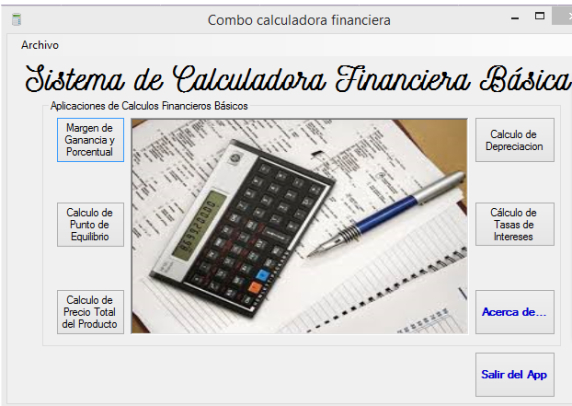 Combo calculadora financiera
Archivo
Sistema de Calculadora Financiera Básica
Aplicaciones de Calculos Financieros Básicos
Margen de
Ganancia y
Porcentual
Calculo de
Punto de
Equilibrio
Calculo de
Precio Total
del Producto
Calculo de
Depreciacion
Cálculo de
Tasas de
Intereses
Acerca de...
Salir del App